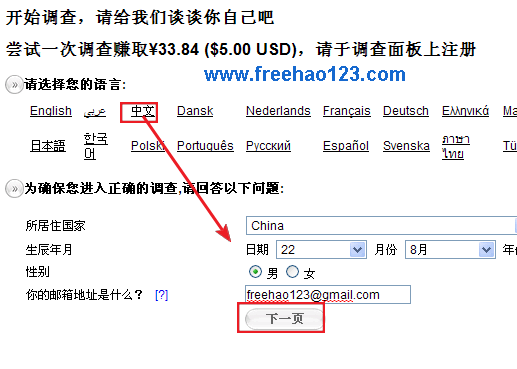 开始调查，请给我们谈谈你自己吧
尝试一次调查赚取¥33.84 ($5.00 USD)，请于调查面板上注册
www.freehao123.com
请选择您的语言:
English عربي 中文 Dansk Nederlands Français Deutsch Ελληνικά
日本語 한국어 Polski Português Русский Español Svenska ภาษาไทย
为确保您进入正确的调查,请回答以下问题:
所居住国家 China
生辰年月 日期 22 月份 8月
性别 男 女
你的邮箱地址是什么？ [?] freehao123@gmail.com
下一页